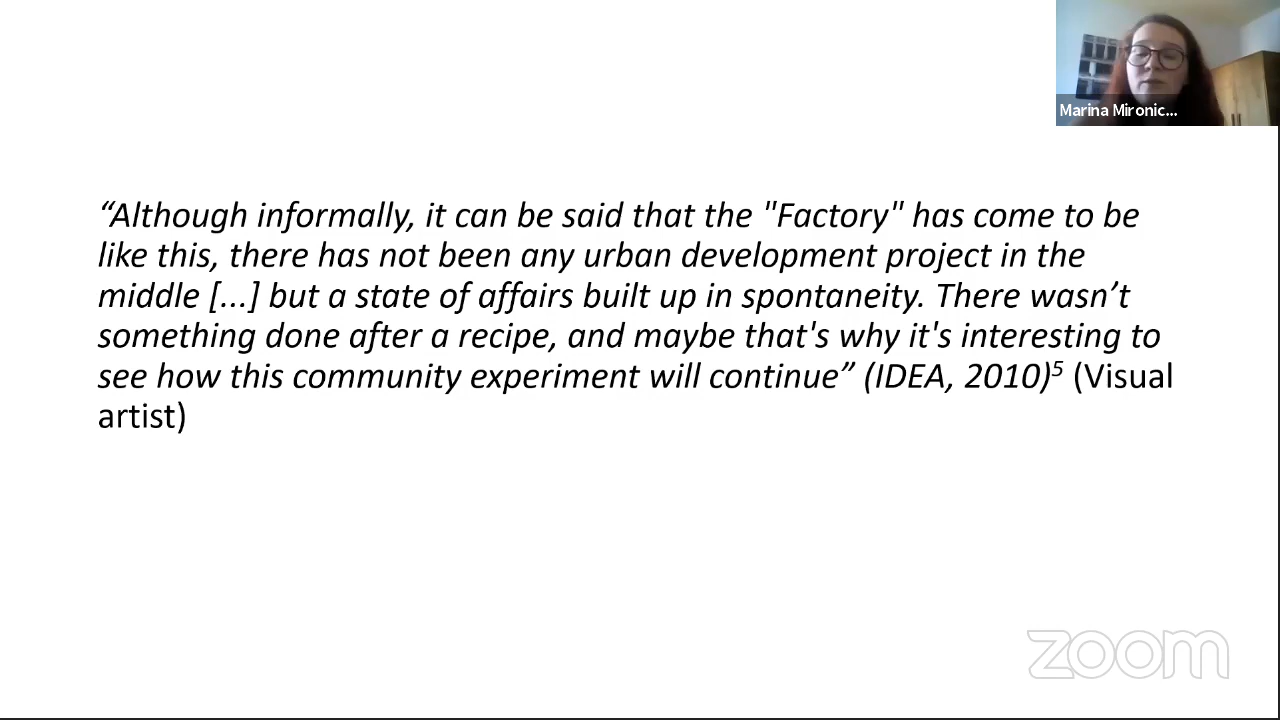 Marina Mironic...
“Although informally, it can be said that the "Factory" has come to be
like this, there has not been any urban development project in the
middle [...] but a state of affairs built up in spontaneity. There wasn’t
something done after a recipe, and maybe that's why it's interesting to
see how this community experiment will continue” (IDEA, 2010)⁵ (Visual
artist)
zoom